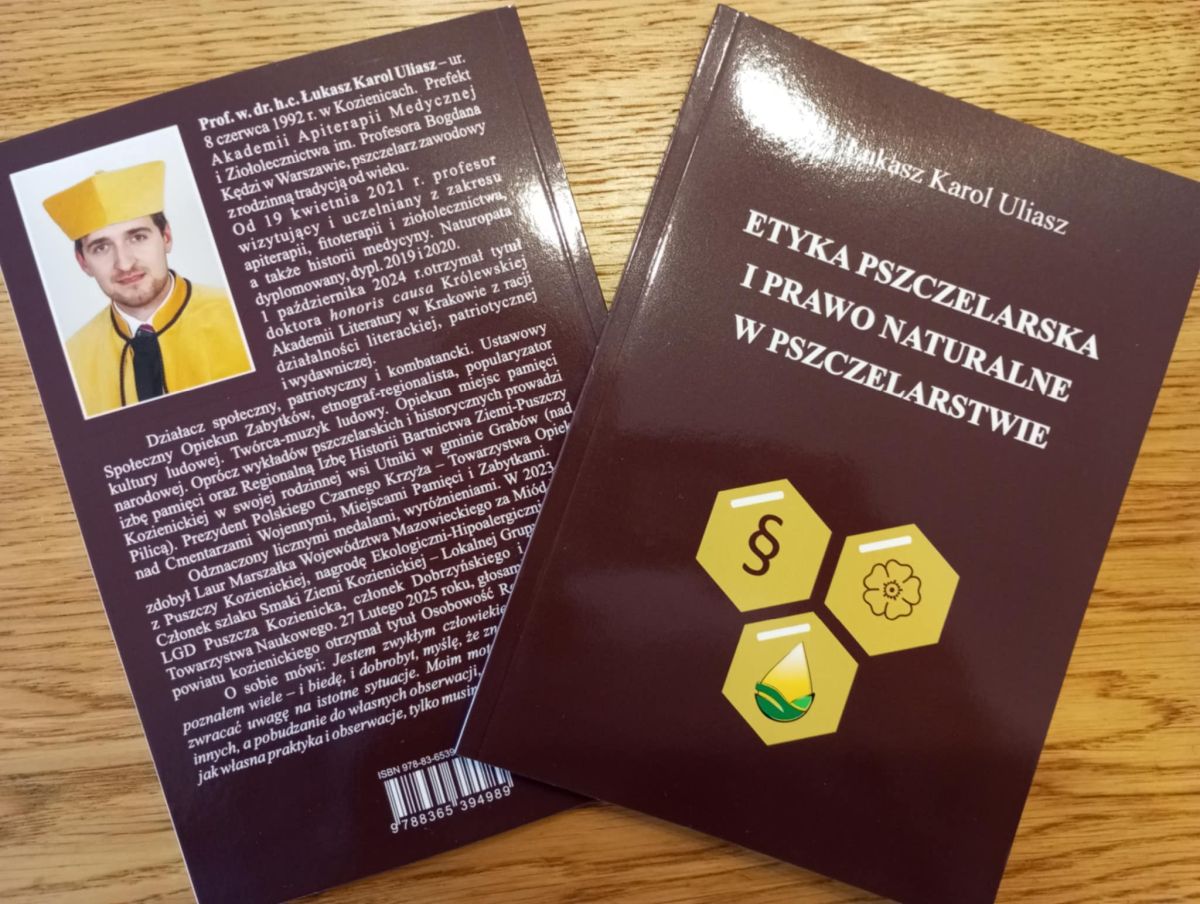 Prof. w. dr. h.c. Łukasz Karol Uliasz – ur.
8 czerwca 1992 r. w Kozienicach. Prefekt
Akademii Apiterapii Medycznej
i Ziołolecznictwa im. Profesora Bogdana
Kędzi w Warszawie, pszczelarz zawodowy
z rodzinną tradycją od wieku.
Od 19 kwietnia 2021 r. profesor
wizytujący i uczelniany z zakresu
apiterapii, fitoterapii i ziołolecznictwa,
a także historii medycyny. Naturopata
dyplomowany, dypl. 2019 i 2020.
1 października 2024 r.otrzymał tytuł
doktora honoris causa Królewskiej
Akademii Literatury w Krakowie z racji
działalności literackiej, patriotycznej
i wydawniczej.
Działacz społeczny, patriotyczny i kombatancki. Ustawowy
Społeczny Opiekun Zabytków, etnograf-regionalista, popularyzator
kultury ludowej. Twórca-muzyk ludowy. Opiekun miejsc pamięci
narodowej. Oprócz wykładów pszczelarskich i historycznych prowadzi
izbę pamięci oraz Regionalną Izbę Historii Bartnictwa Ziemi-Puszczy
Kozienickiej w swojej rodzinnej wsi Utniki w gminie Grabów (nad
Pilicą). Prezydent Polskiego Czarnego Krzyża – Towarzystwa Opieki
nad Cmentarzami Wojennymi, Miejscami Pamięci i Zabytkami.
Odznaczony licznymi medalami, wyróżnieniami. W 2023
zdobył Laur Marszałka Województwa Mazowieckiego za Miód
z Puszczy Kozienickiej, nagrodę Ekologiczni-Hipoalergiczni
Członek szlaku Smaki Ziemi Kozienickiej – Lokalnej Grupy
LGD Puszcza Kozienicka, członek Dobrzyńskiego
Towarzystwa Naukowego. 27 Lutego 2025 roku, głosami
powiatu kozienickiego otrzymał tytuł Osobowość
O sobie mówi: Jestem zwykłym człowiekiem
poznałem wiele – i biedę, i dobrobyt, myślę, że
zwracać uwagę na istotne sytuacje. Moim
innych, a pobudzanie do własnych obserwacji,
jak własna praktyka i obserwacje, tylko
ISBN 978-83-6539
9788365 394989
Łukasz Karol Uliasz
ETYKA PSZCZELARSKA
I PRAWO NATURALNE
W PSZCZELARSTWIE
§